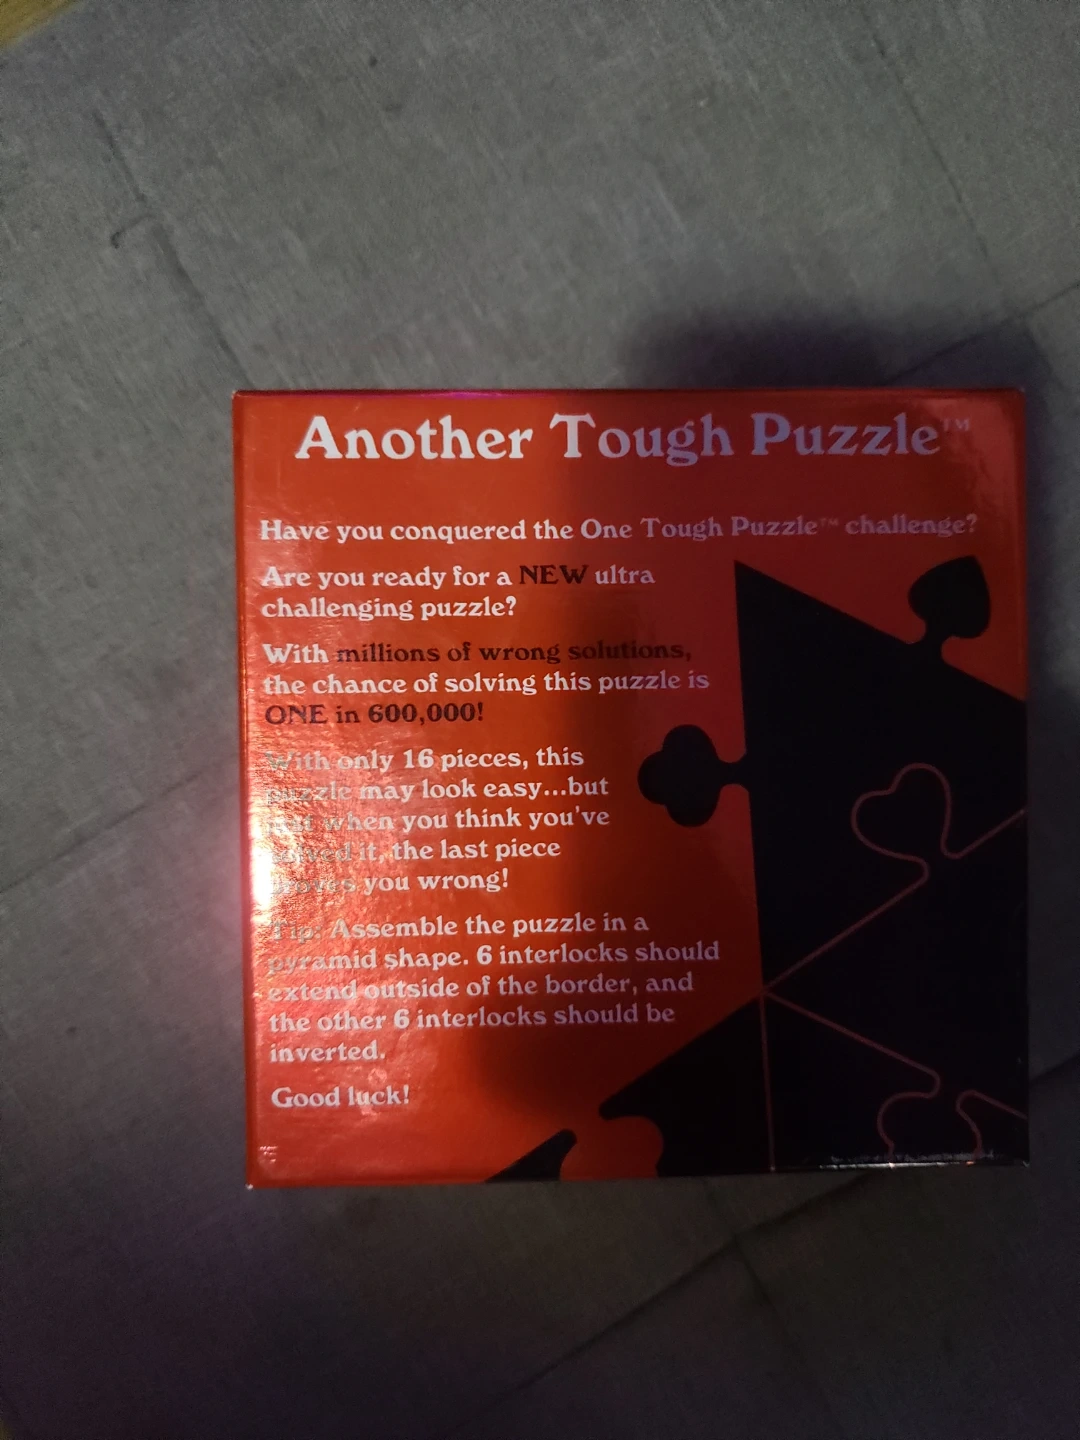 Another Tough Puzzle™
Have you conquered the One Tough Puzzle™ challenge?
Are you ready for a NEW ultra
challenging puzzle?
With millions of wrong solutions,
the chance of solving this puzzle is
ONE in 600,000!
With only 16 pieces, this
puzzle may look easy...but
just when you think you've
solved it, the last piece
proves you wrong!
Tip: Assemble the puzzle in a
pyramid shape. 6 interlocks should
extend outside of the border, and
the other 6 interlocks should be
inverted.
Good luck!